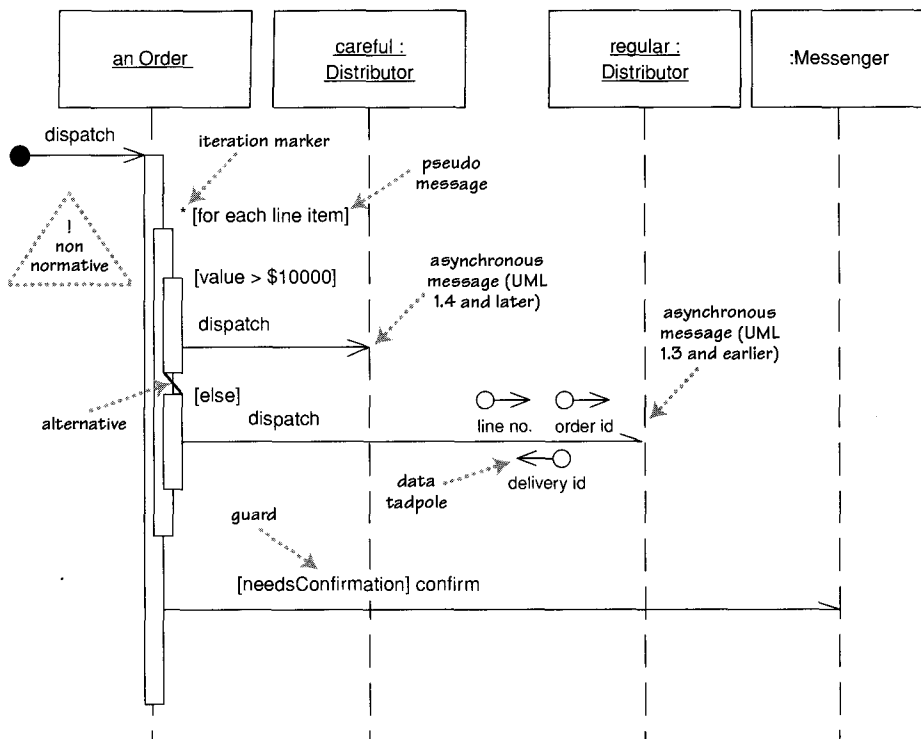 an Order
careful :
Distributor
regular :
Distributor
:Messenger
dispatch
iteration marker
pseudo
message
* [for each line item]
!
non
normative
[value > $10000]
asynchronous
message (UML
1.4 and later)
dispatch
asynchronous
message (UML
1.3 and earlier)
[else]
alternative
dispatch
line no.
order id
delivery id
data
tadpole
guard
[needsConfirmation] confirm